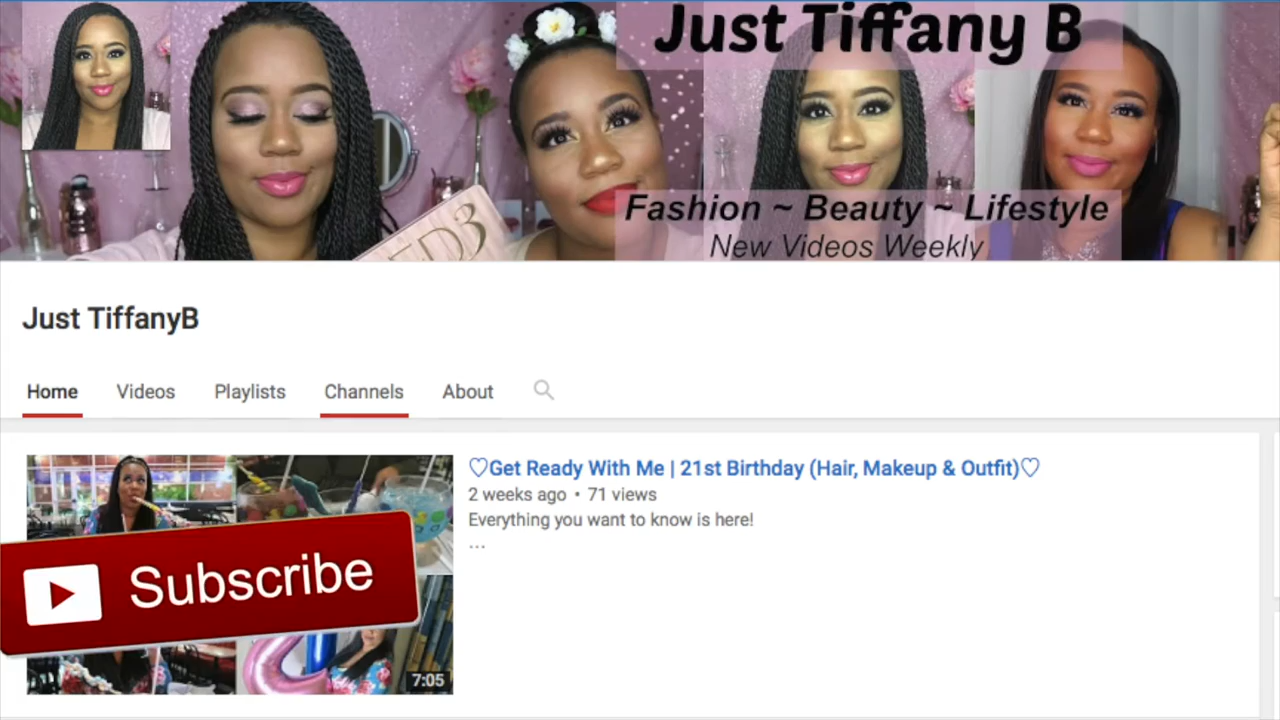 Just Tiffany B
Fashion ~ Beauty ~ Lifestyle
New Videos Weekly
Just TiffanyB
Home Videos Playlists Channels About
♡Get Ready With Me | 21st Birthday (Hair, Makeup & Outfit)♡
2 weeks ago • 71 views
Everything you want to know is here!
...
Subscribe
7:05